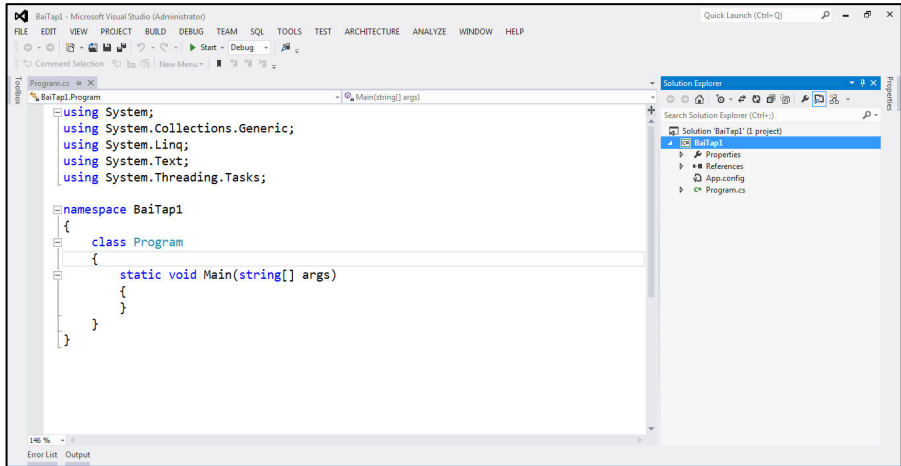 BaiTap1 - Microsoft Visual Studio (Administrator)
Quick Launch (Ctrl+Q)
FILE EDIT VIEW PROJECT BUILD DEBUG TEAM SQL TOOLS TEST ARCHITECTURE ANALYZE WINDOW HELP
Start - Debug
Comment Selection New Menu
Toolbox
Program.cs
BaiTap1.Program
Main(string[] args)
using System;
using System.Collections.Generic;
using System.Linq;
using System.Text;
using System.Threading.Tasks;
namespace BaiTap1
{
class Program
{
static void Main(string[] args)
{
}
}
}
146 %
Error List Output
Solution Explorer
Search Solution Explorer (Ctrl+;)
Solution 'BaiTap1' (1 project)
BaiTap1
Properties
References
App.config
Program.cs
Properties